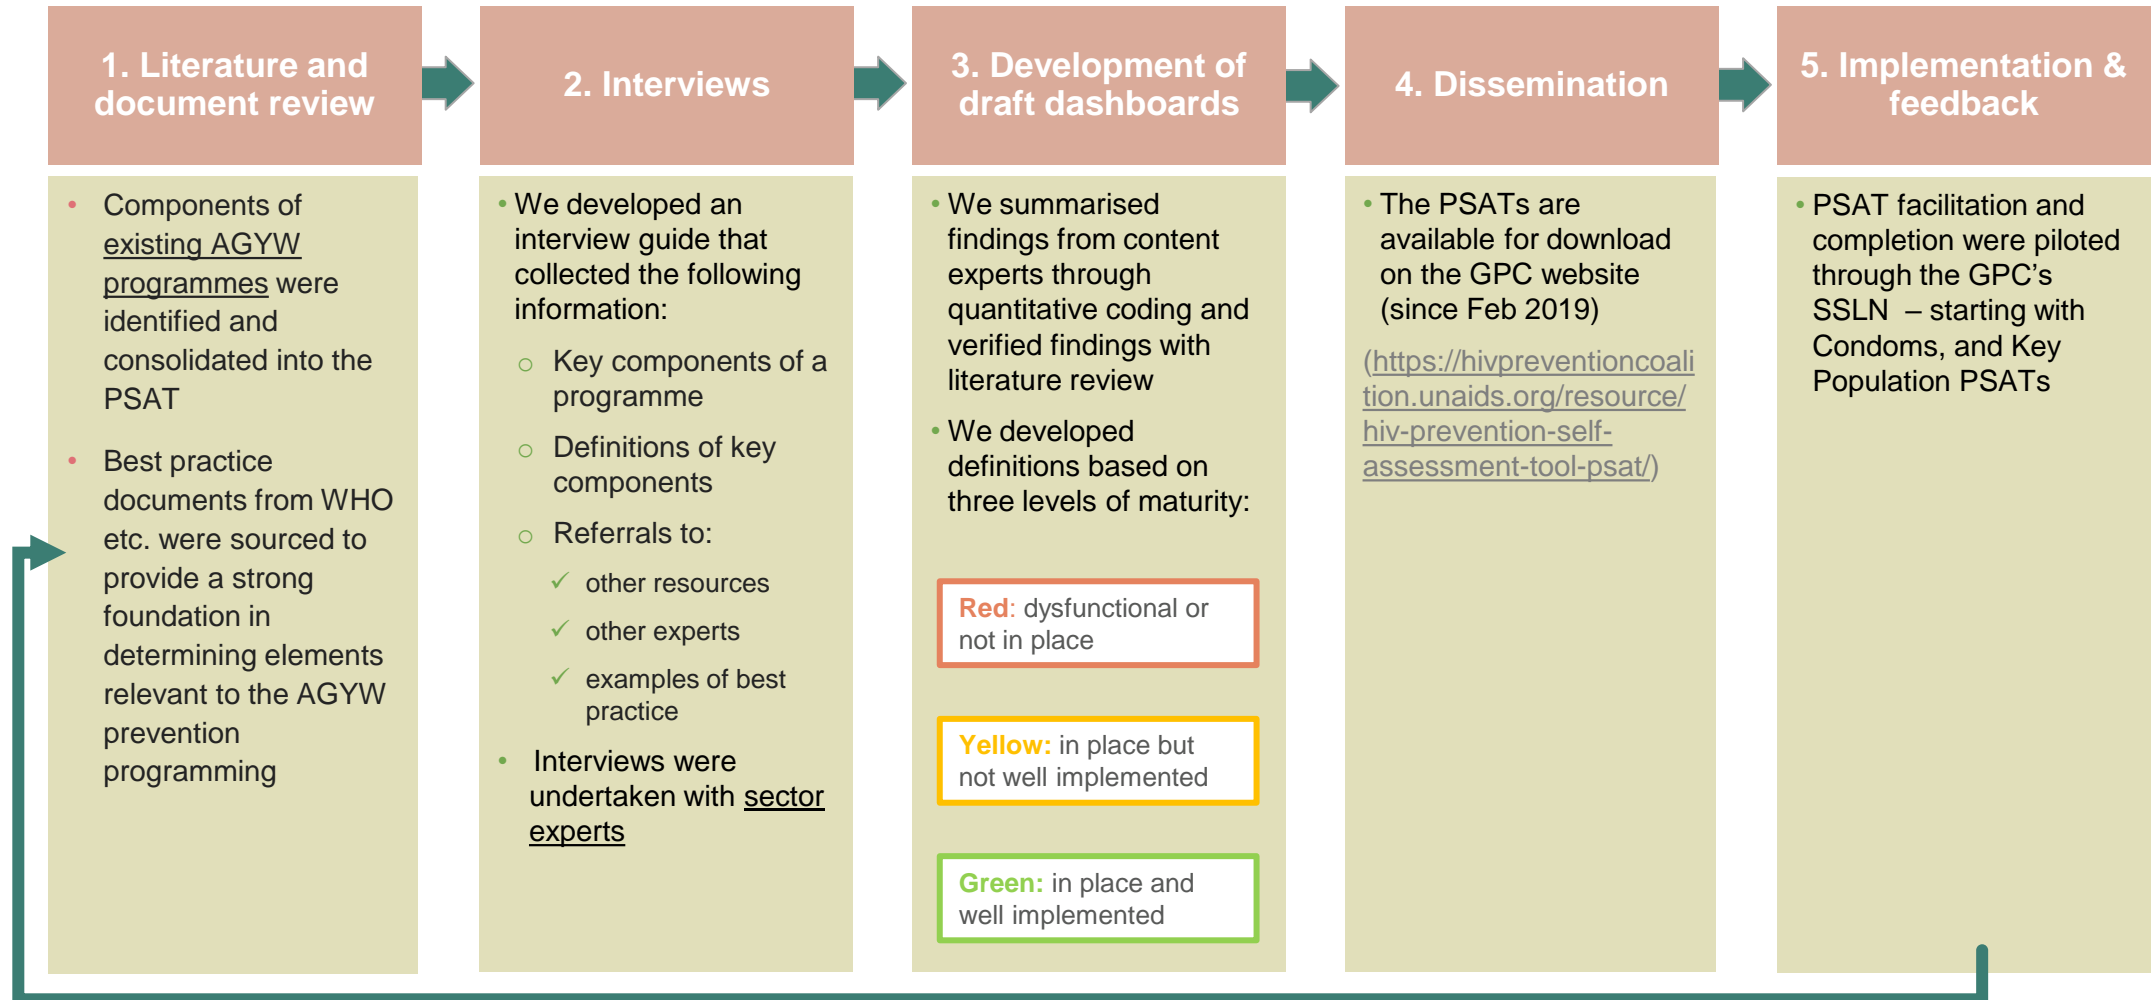 1. Literature and
document review
2. Interviews
3. Development of
draft dashboards
4. Dissemination
5. Implementation &
feedback
• Components of
existing AGYW
programmes were
identified and
consolidated into the
PSAT
• Best practice
documents from WHO
etc. were sourced to
provide a strong
foundation in
determining elements
relevant to the AGYW
prevention
programming
• We developed an
interview guide that
collected the following
information:
o Key components of a
programme
o Definitions of key
components
o Referrals to:
✓ other resources
✓ other experts
✓ examples of best
practice
• Interviews were
undertaken with sector
experts
• We summarised
findings from content
experts through
quantitative coding and
verified findings with
literature review
• We developed
definitions based on
three levels of maturity:
Red: dysfunctional or
not in place
Yellow: in place but
not well implemented
Green: in place and
well implemented
• The PSATs are
available for download
on the GPC website
(since Feb 2019)
(https://hivpreventioncoali
tion.unaids.org/resource/
hiv-prevention-self-
assessment-tool-psat/)
• PSAT facilitation and
completion were piloted
through the GPC’s
SSLN – starting with
Condoms, and Key
Population PSATs